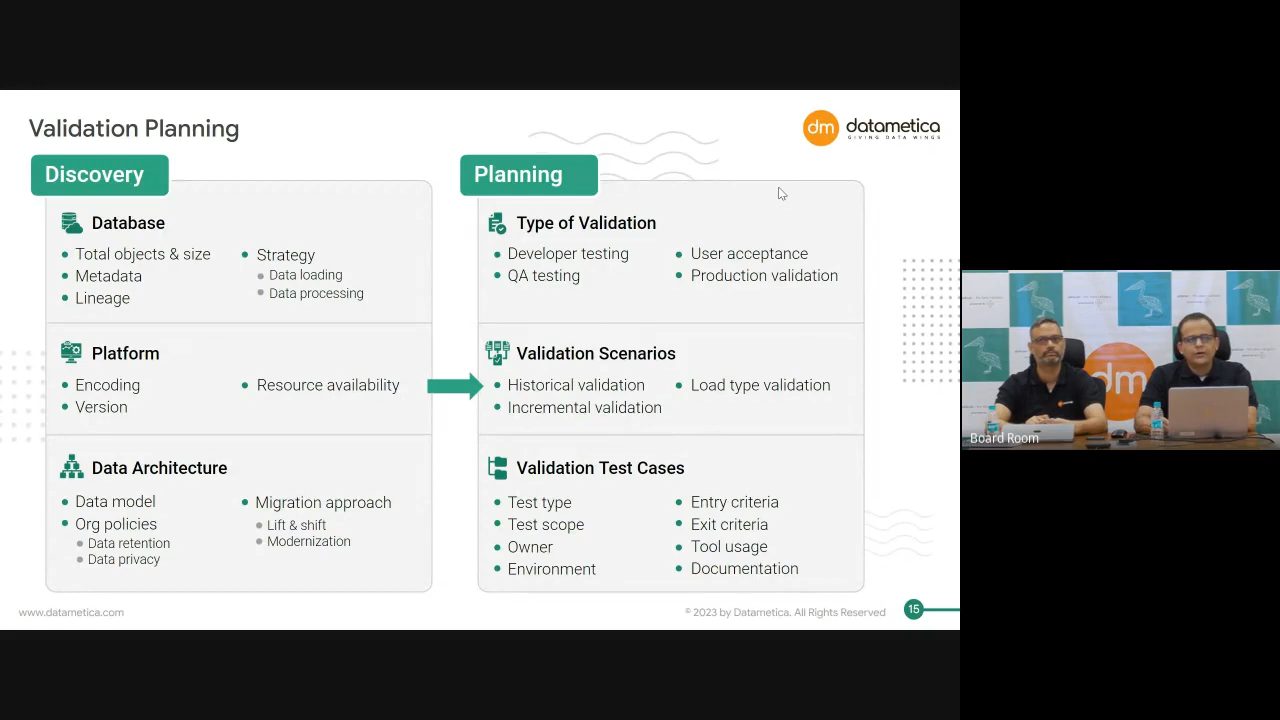 Validation Planning
dm datametica
GIVING DATA WINGS
Discovery
Database
Total objects & size
Metadata
Lineage
Strategy
Data loading
Data processing
Platform
Encoding
Version
Resource availability
Data Architecture
Data model
Org policies
Data retention
Data privacy
Migration approach
Lift & shift
Modernization
Planning
Type of Validation
Developer testing
QA testing
User acceptance
Production validation
Validation Scenarios
Historical validation
Incremental validation
Load type validation
Validation Test Cases
Test type
Test scope
Owner
Environment
Entry criteria
Exit criteria
Tool usage
Documentation
www.datametica.com
© 2023 by Datametica. All Rights Reserved
15
dm
Board Room